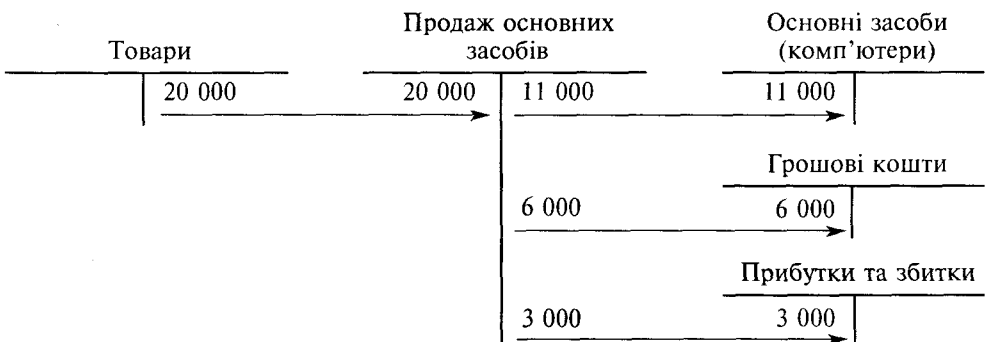 Товари
Продаж основних
засобів
Основні засоби
(комп’ютери)
20 000
20 000
11 000
11 000
Грошові кошти
6 000
6 000
Прибутки та збитки
3 000
3 000